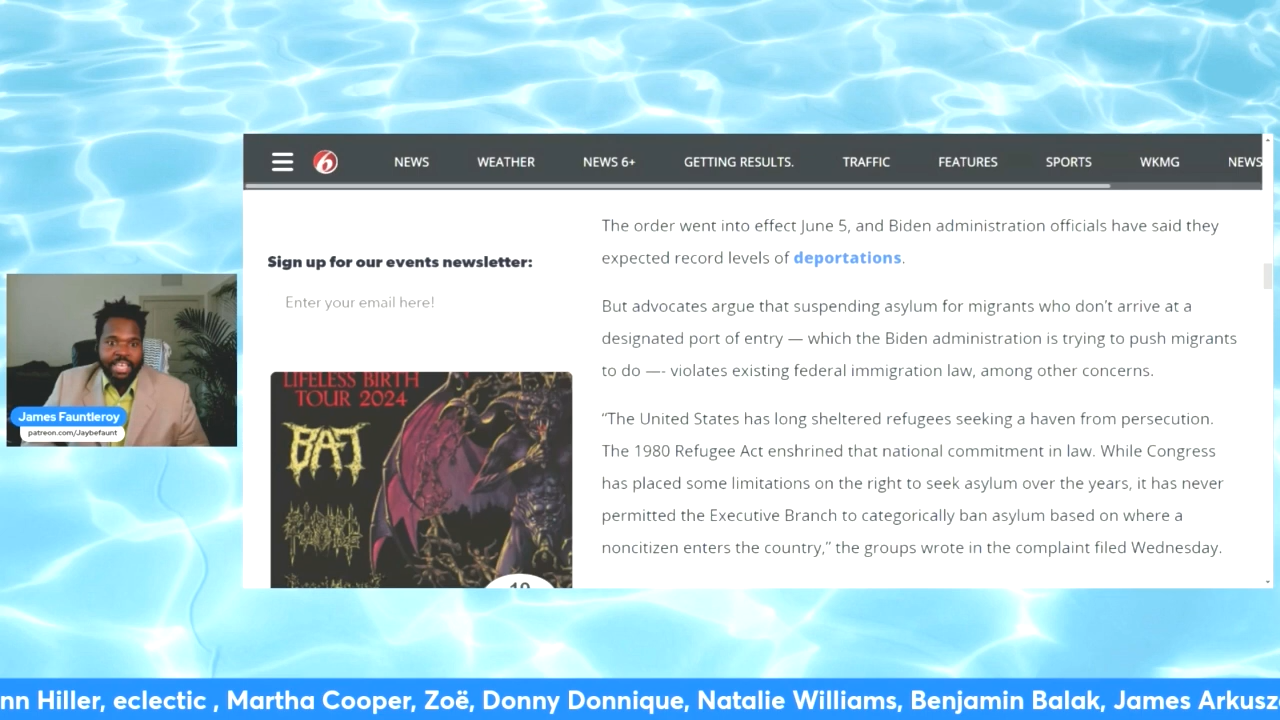 6
NEWS
WEATHER
NEWS 6+
GETTING RESULTS.
TRAFFIC
FEATURES
SPORTS
WKMG
NEWS
Sign up for our events newsletter:
Enter your email here!
LIFELESS BIRTH
TOUR 2024
BAT
The order went into effect June 5, and Biden administration officials have said they
expected record levels of deportations.
But advocates argue that suspending asylum for migrants who don’t arrive at a
designated port of entry — which the Biden administration is trying to push migrants
to do —- violates existing federal immigration law, among other concerns.
“The United States has long sheltered refugees seeking a haven from persecution.
The 1980 Refugee Act enshrined that national commitment in law. While Congress
has placed some limitations on the right to seek asylum over the years, it has never
permitted the Executive Branch to categorically ban asylum based on where a
noncitizen enters the country,” the groups wrote in the complaint filed Wednesday.
James Fauntleroy
patreon.com/Jaybefaunt
nn Hiller, eclectic , Martha Cooper, Zoë, Donny Donnique, Natalie Williams, Benjamin Balak, James Arkusz